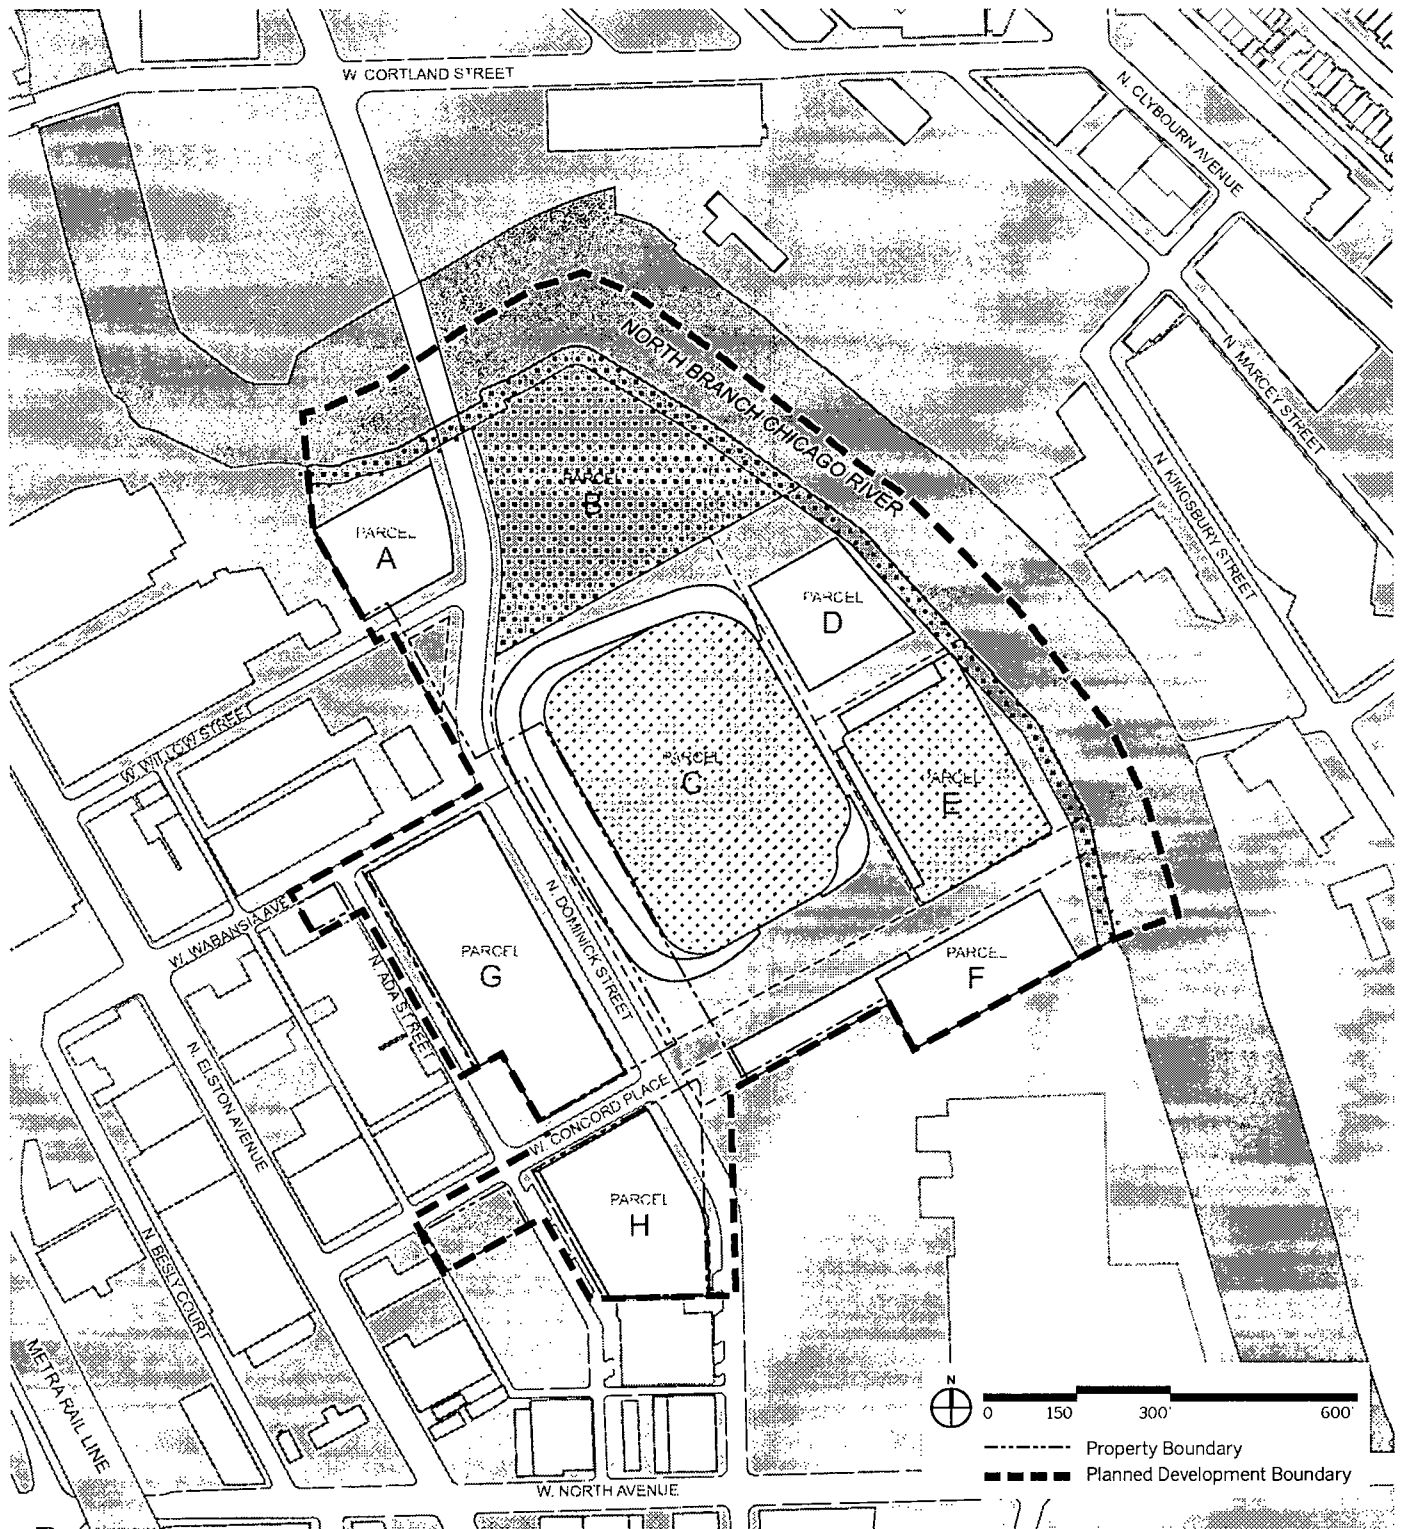 W. CORTLAND STREET
N. CLYBOURN AVENUE
NORTH BRANCH CHICAGO RIVER
N. MARCEY STREET
N. KINGSBURY STREET
PARCEL
B
PARCEL
A
PARCEL
D
W. WILLOW STREET
PARCEL
C
PARCEL
E
N. DOMINICK STREET
W. WABANSIA AVE
PARCEL
G
PARCEL
F
N. ADA STREET
N. ELSTON AVENUE
W. CONCORD PLACE
PARCEL
H
N. BESLY COURT
METRA RAIL LINE
N
0 150 300' 600'
Property Boundary
Planned Development Boundary
W. NORTH AVENUE